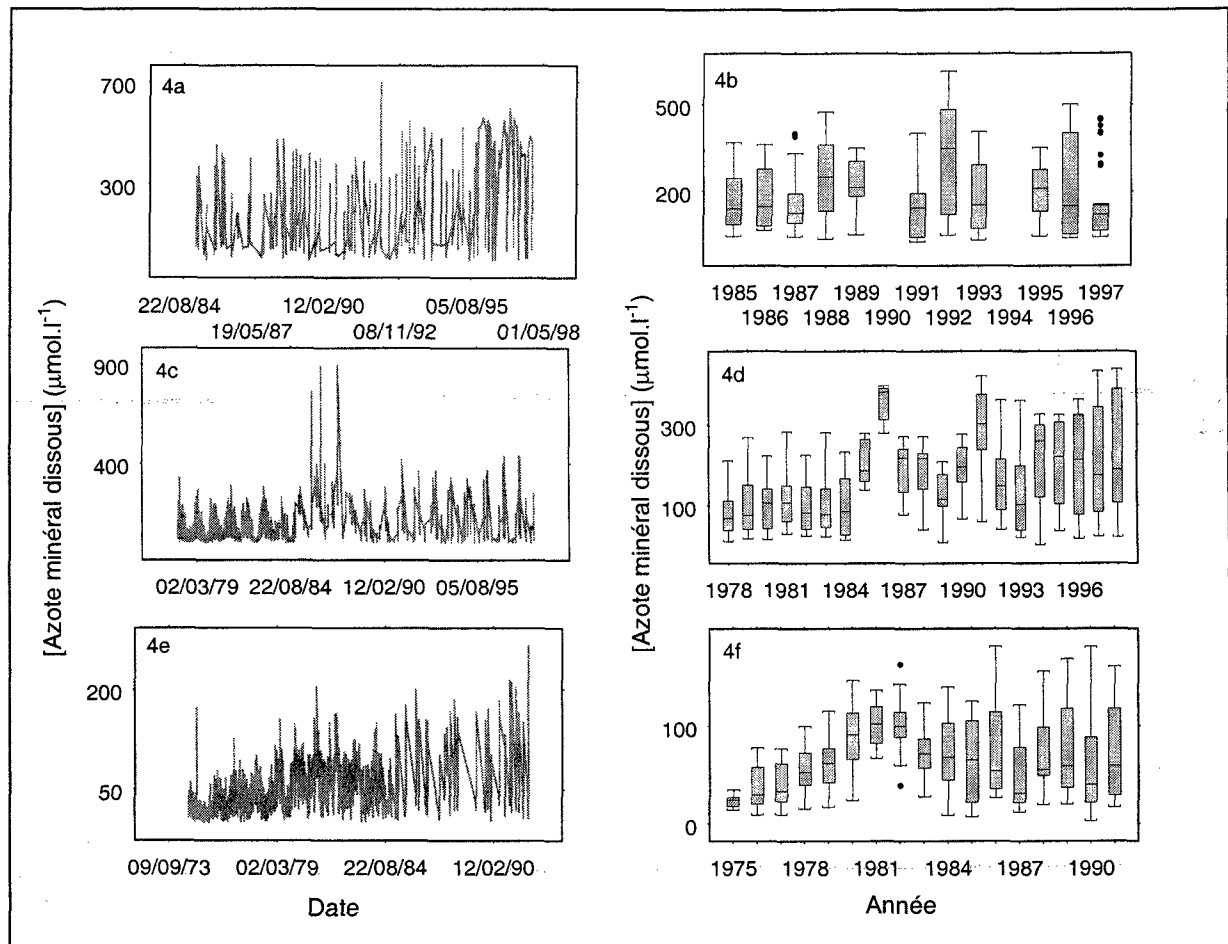 [Azote minéral dissous] (µmol.l⁻¹)
4a
700
300
22/08/84 12/02/90 05/08/95
19/05/87 08/11/92 01/05/98
4c
900
400
02/03/79 22/08/84 12/02/90 05/08/95
4e
200
50
09/09/73 02/03/79 22/08/84 12/02/90
Date
[Azote minéral dissous] (µmol.l⁻¹)
4b
500
200
1985 1987 1989 1991 1993 1995 1997
1986 1988 1990 1992 1994 1996
4d
300
100
1978 1981 1984 1987 1990 1993 1996
4f
100
0
1975 1978 1981 1984 1987 1990
Année